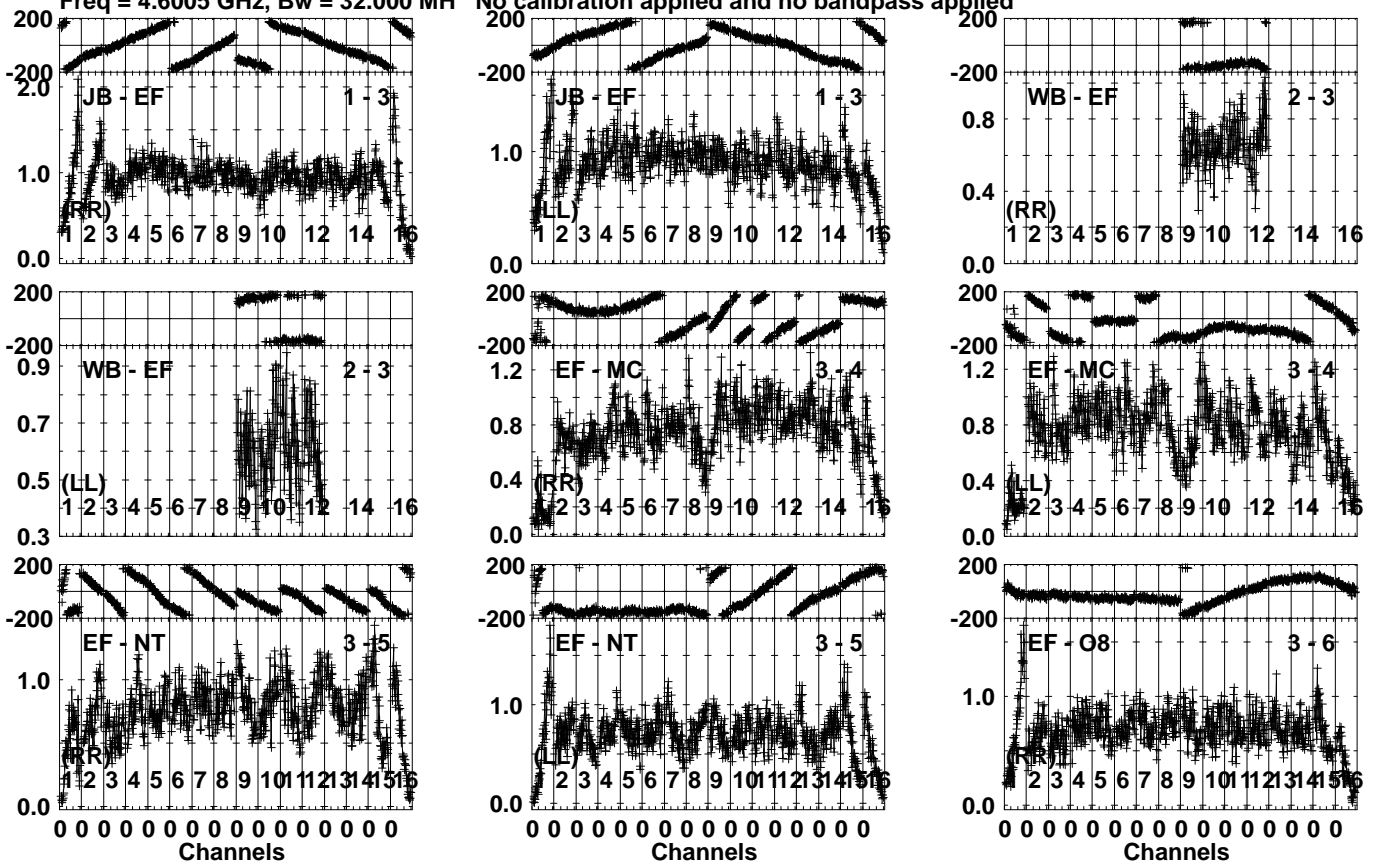 Freq = 4.6005 GHz, Bw = 32.000 MH No calibration applied and no bandpass applied
200
-200
2.0
1.0
0.0
JB - EF 1 - 3
(RR)
1 2 3 4 5 6 7 8 9 10 12 14 16
200
-200
1.0
0.0
JB - EF 1 - 3
(LL)
1 2 3 4 5 6 7 8 9 10 12 14 16
200
-200
0.8
0.4
0.0
WB - EF 2 - 3
(RR)
1 2 3 4 5 6 7 8 9 10 12 14 16
200
-200
0.9
0.7
0.5
0.3
WB - EF 2 - 3
(LL)
1 2 3 4 5 6 7 8 9 10 12 14 16
200
-200
1.2
0.8
0.4
0.0
EF - MC 3 - 4
(RR)
2 3 4 5 6 7 8 9 10 12 14 16
200
-200
1.2
0.8
0.4
0.0
EF - MC 3 - 4
(LL)
2 3 4 5 6 7 8 9 10 12 14 16
200
-200
1.0
0.0
EF - NT 3 - 5
(RR)
1 2 3 4 5 6 7 8 9 10 11 12 13 14 15 16
0 0 0 0 0 0 0 0 0 0 0 0 0 0 0 0
Channels
200
-200
1.0
0.0
EF - NT 3 - 5
(LL)
2 3 4 5 6 7 8 9 10 11 12 13 14 15 16
0 0 0 0 0 0 0 0 0 0 0 0 0 0 0 0
Channels
200
-200
1.0
0.0
EF - O8 3 - 6
(RR)
2 3 4 5 6 7 8 9 10 11 12 13 14 15 16
0 0 0 0 0 0 0 0 0 0 0 0 0 0 0 0
Channels